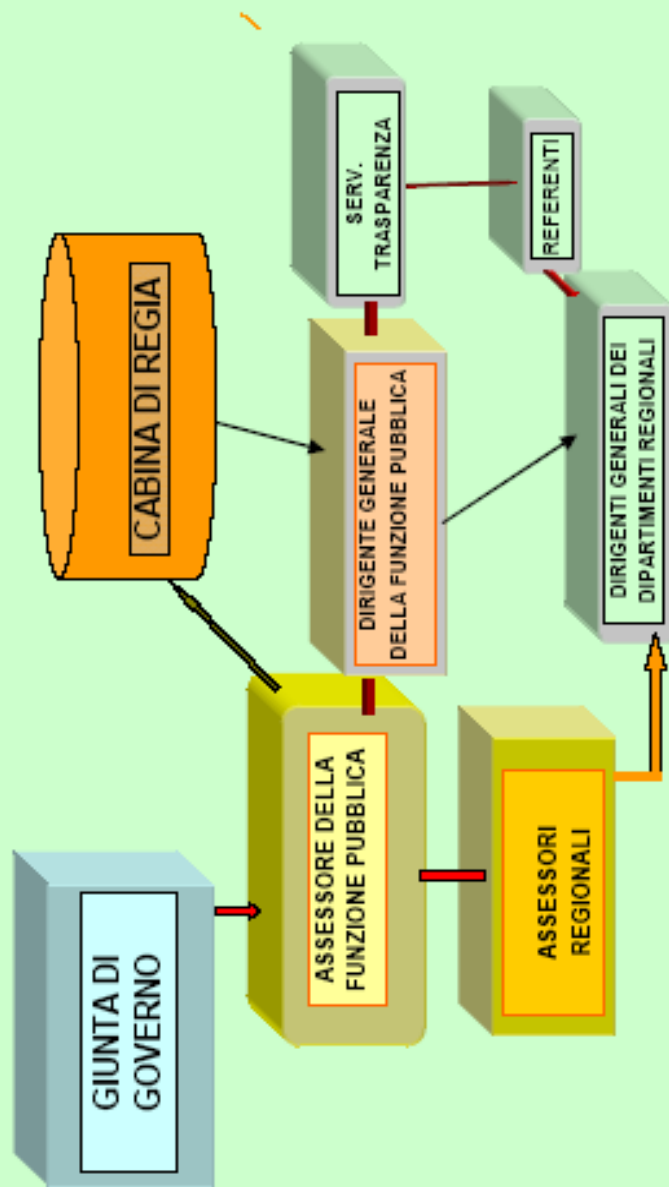 GIUNTA DI
GOVERNO
CABINA DI REGIA
ASSESSORE DELLA
FUNZIONE PUBBLICA
DIRIGENTE GENERALE
DELLA FUNZIONE PUBBLICA
SERV.
TRASPARENZA
ASSESSORI
REGIONALI
DIRIGENTI GENERALI DEI
DIPARTIMENTI REGIONALI
REFERENTI